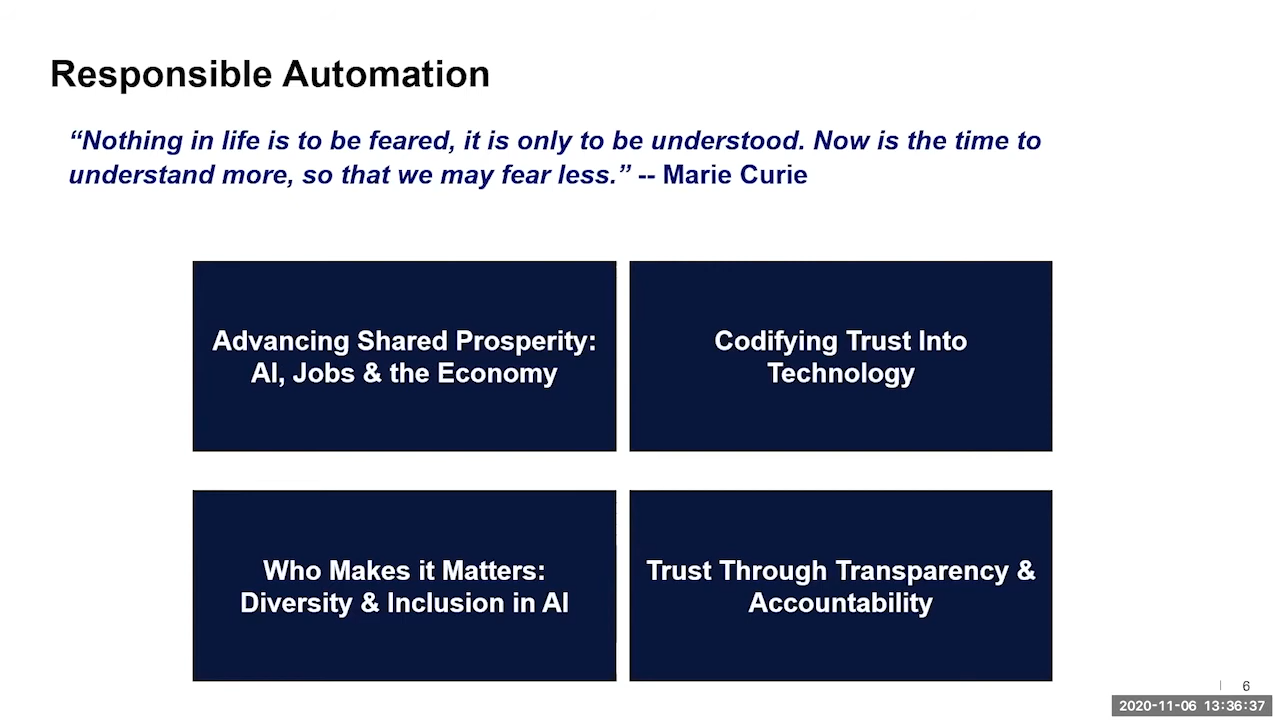 Responsible Automation
“Nothing in life is to be feared, it is only to be understood. Now is the time to
understand more, so that we may fear less.” -- Marie Curie
Advancing Shared Prosperity:
AI, Jobs & the Economy
Codifying Trust Into
Technology
Who Makes it Matters:
Diversity & Inclusion in AI
Trust Through Transparency &
Accountability
6
2020-11-06 13:36:37